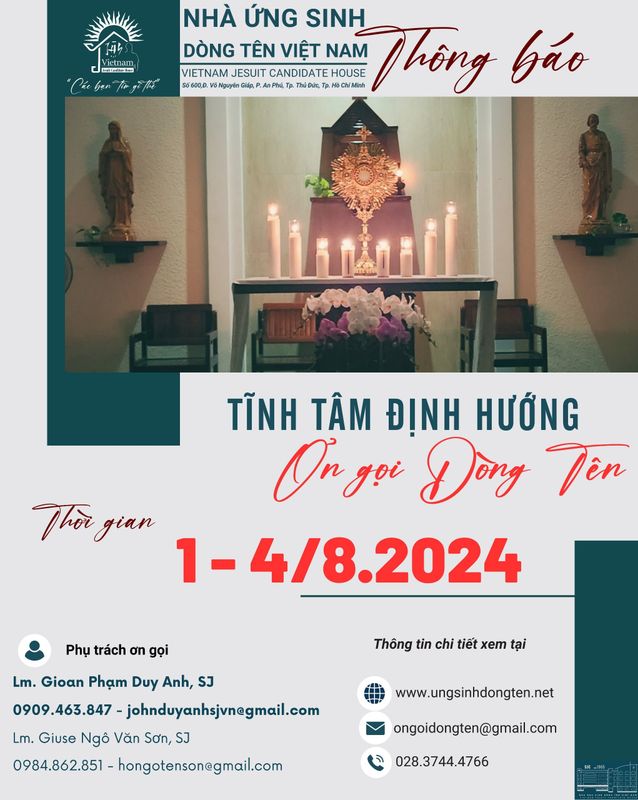 Vietnam
Jesuit Candidate House
"Các bạn tìm gì thế"
NHÀ ỨNG SINH
DÒNG TÊN VIỆT NAM
VIETNAM JESUIT CANDIDATE HOUSE
Số 600,Đ. Võ Nguyên Giáp, P. An Phú, Tp. Thủ Đức, Tp. Hồ Chí Minh
Thông báo
TĨNH TÂM ĐỊNH HƯỚNG
Ơn gọi Dòng Tên
Thời gian
1 - 4/8.2024
Phụ trách ơn gọi
Lm. Gioan Phạm Duy Anh, SJ
0909.463.847 - johnduyanhsjvn@gmail.com
Lm. Giuse Ngô Văn Sơn, SJ
0984.862.851 - hongotenson@gmail.com
Thông tin chi tiết xem tại
www.ungsinhdongten.net
ongoidongten@gmail.com
028.3744.4766